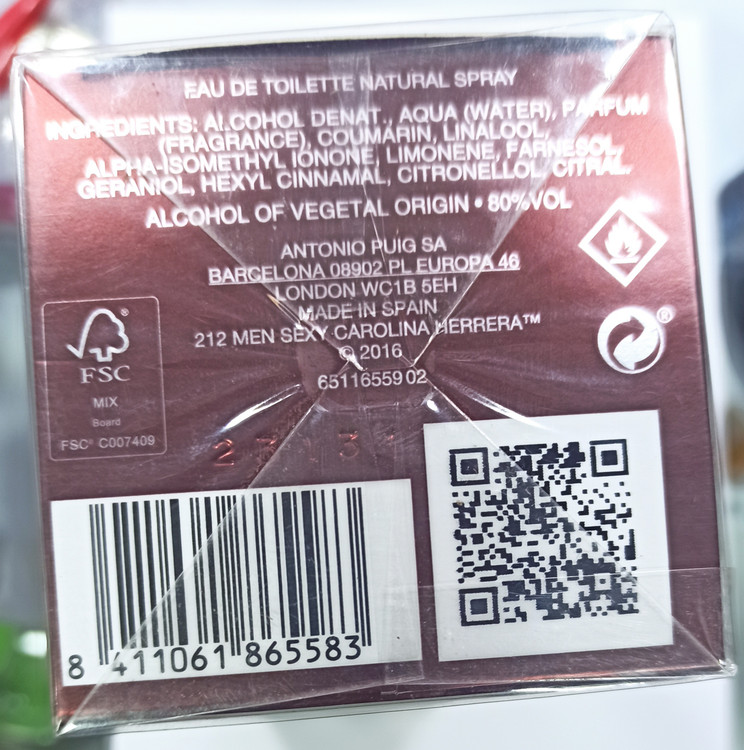 EAU DE TOILETTE NATURAL SPRAY
INGREDIENTS: ALCOHOL DENAT., AQUA (WATER), PARFUM
(FRAGRANCE), COUMARIN, LINALOOL,
ALPHA-ISOMETHYL IONONE, LIMONENE, FARNESOL,
GERANIOL, HEXYL CINNAMAL, CITRONELLOL, CITRAL.
ALCOHOL OF VEGETAL ORIGIN • 80%VOL
ANTONIO PUIG SA
BARCELONA 08902 PL EUROPA 46
LONDON WC1B 5EH
MADE IN SPAIN
212 MEN SEXY CAROLINA HERRERA™
© 2016
6511655902
®
FSC
MIX
Board
FSC® C007409
®
8 411061 865583